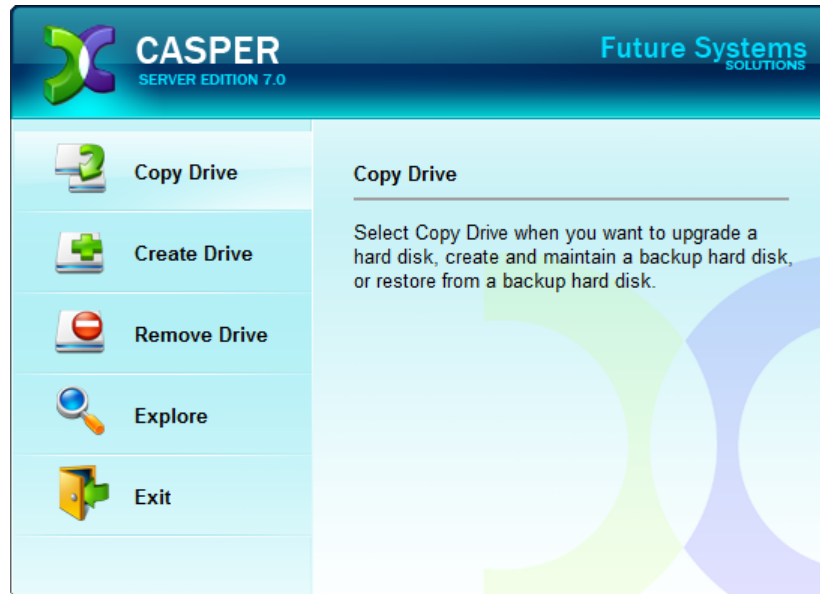 CASPER
SERVER EDITION 7.0
Future Systems
SOLUTIONS
Copy Drive
Create Drive
Remove Drive
Explore
Exit
Copy Drive
Select Copy Drive when you want to upgrade a
hard disk, create and maintain a backup hard disk,
or restore from a backup hard disk.